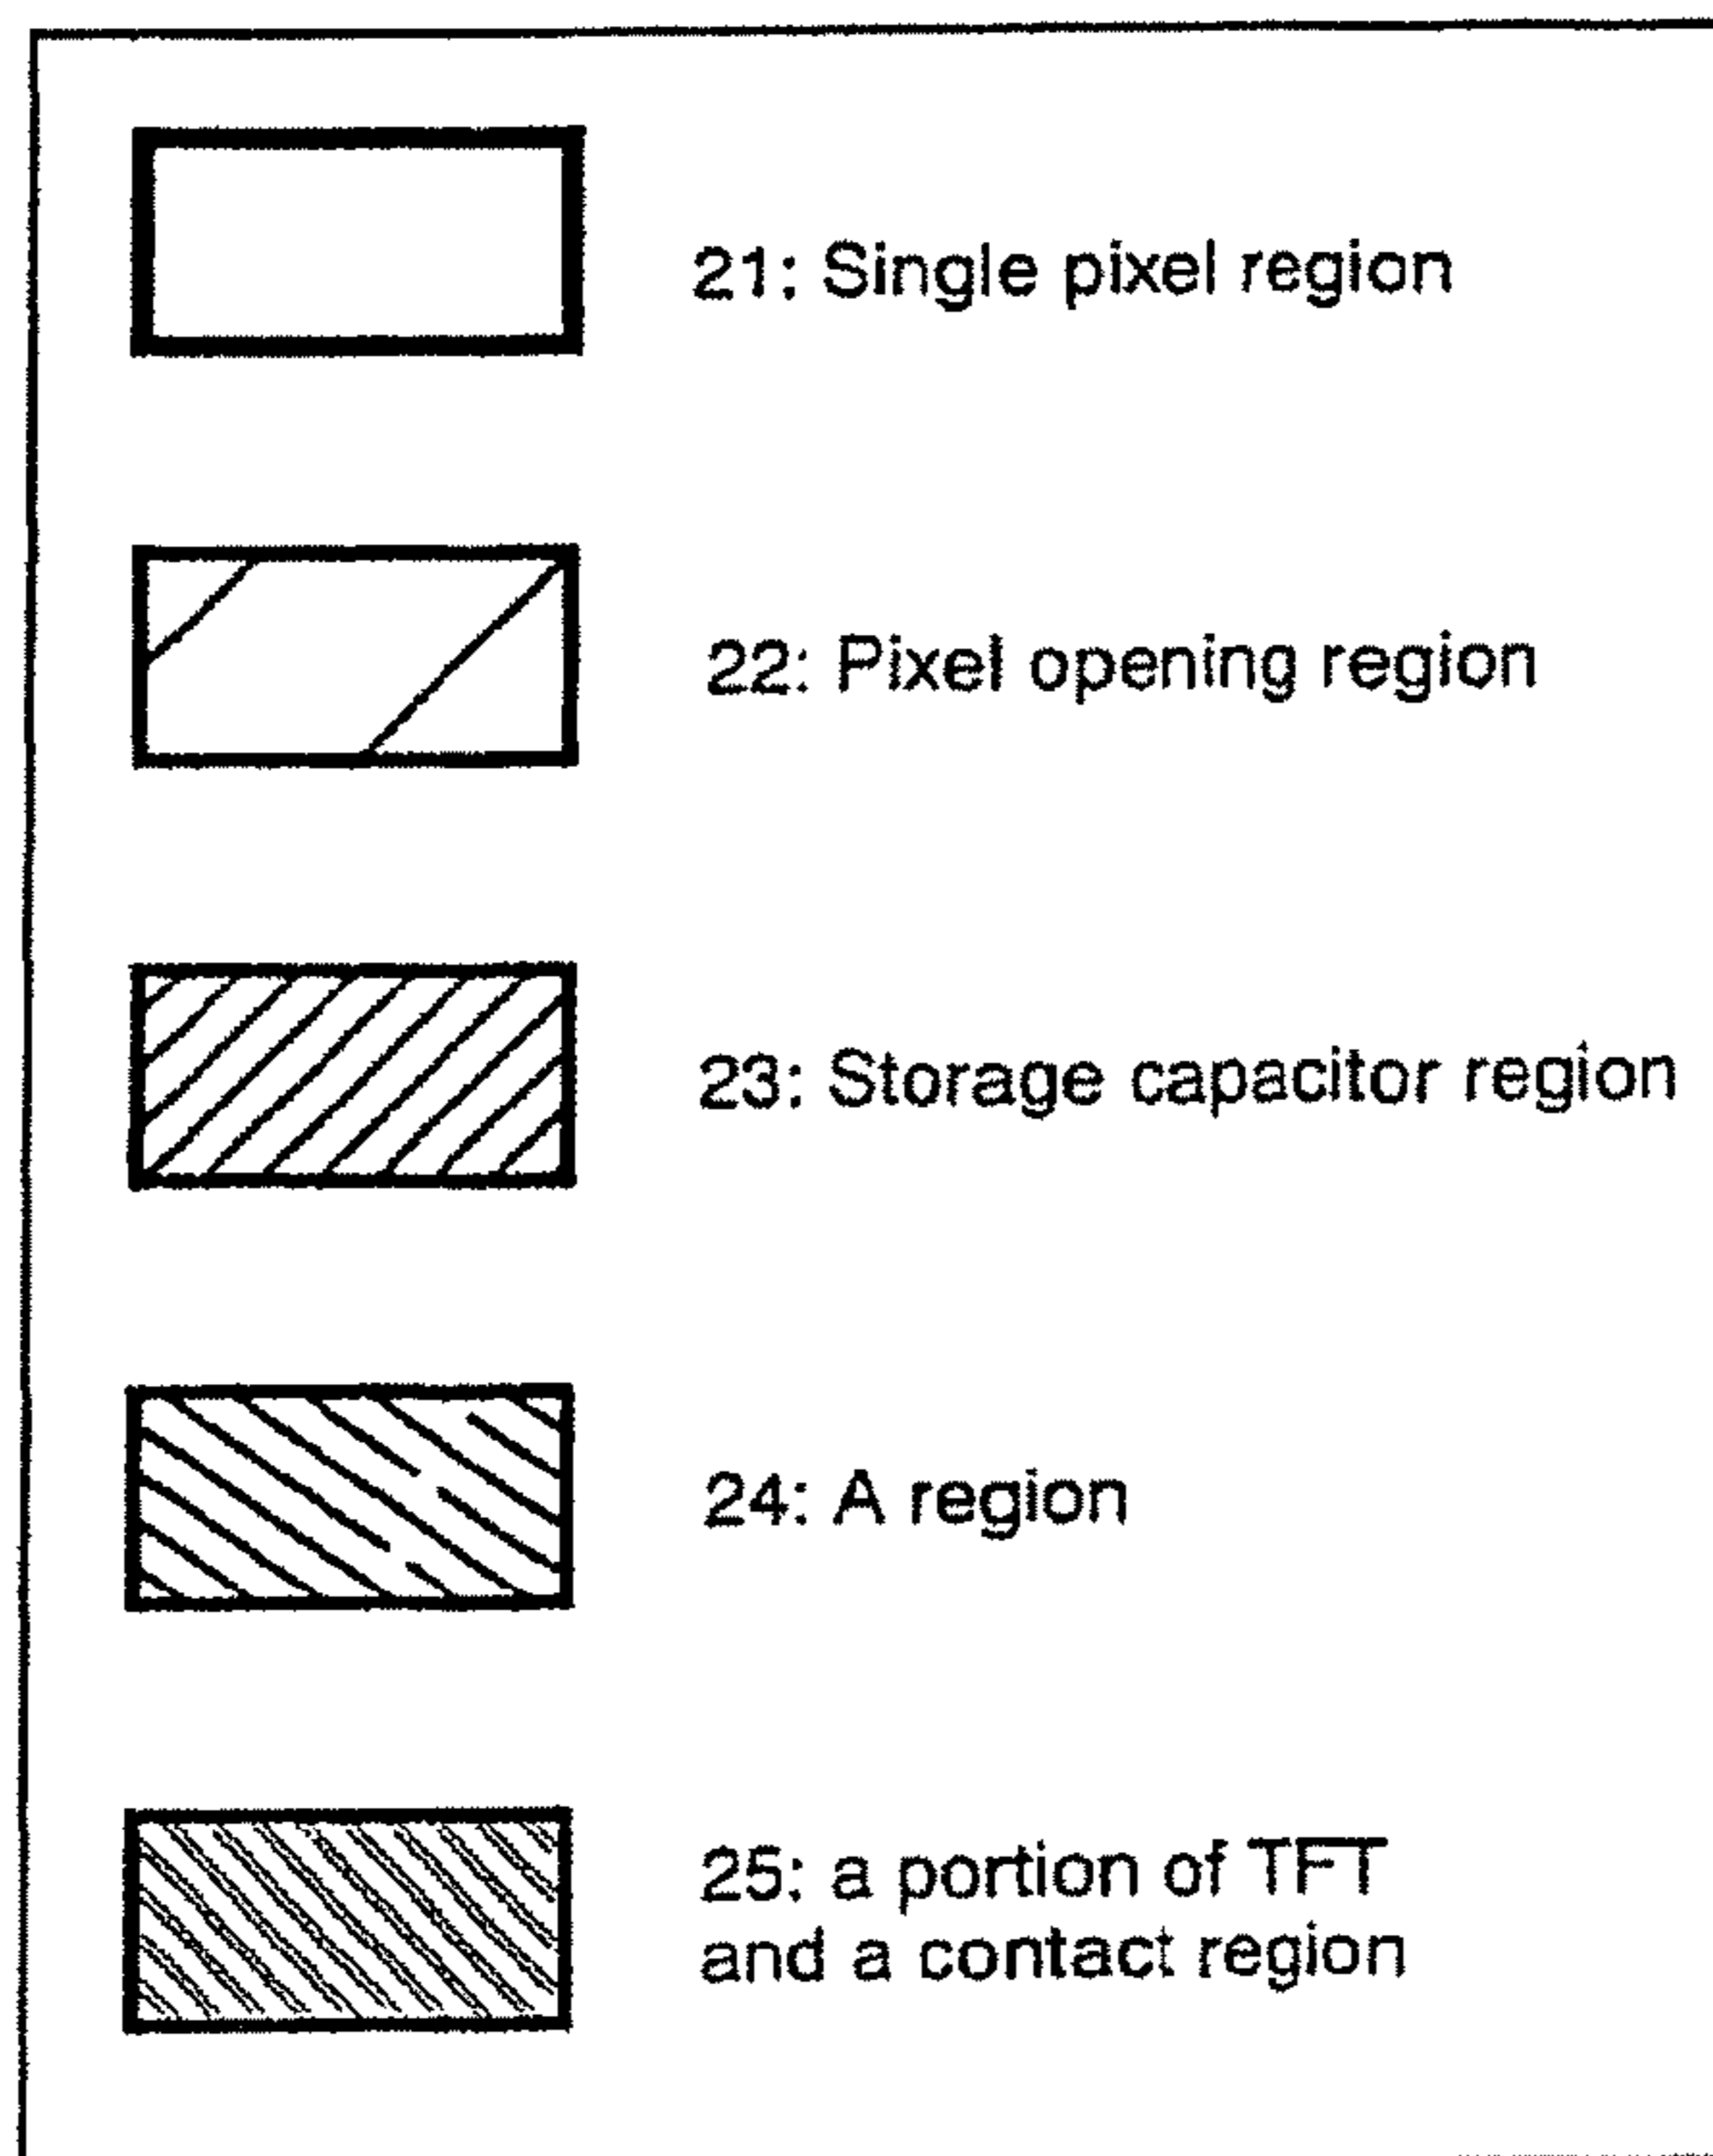 21: Single pixel region
22: Pixel opening region
23: Storage capacitor region
24: A region
25: a portion of TFT
and a contact region